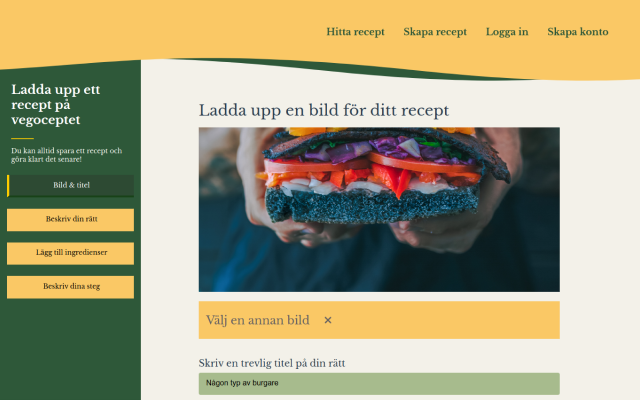 Hitta recept
Skapa recept
Logga in
Skapa konto
Ladda upp ett
recept på
vegoceptet
Du kan alltid spara ett recept och
göra klart det senare!
Bild & titel
Beskriv din rätt
Lägg till ingredienser
Beskriv dina steg
Ladda upp en bild för ditt recept
Välj en annan bild ✕
Skriv en trevlig titel på din rätt
Någon typ av burgare